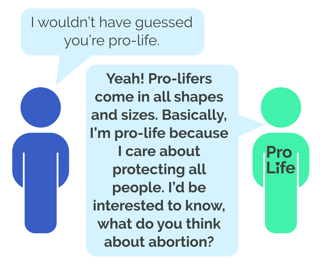 I wouldn't have guessed
you're pro-life.
Yeah! Pro-lifers
come in all shapes
and sizes. Basically,
I'm pro-life because
I care about
protecting all
people. I'd be
interested to know,
what do you think
about abortion?
Pro
Life